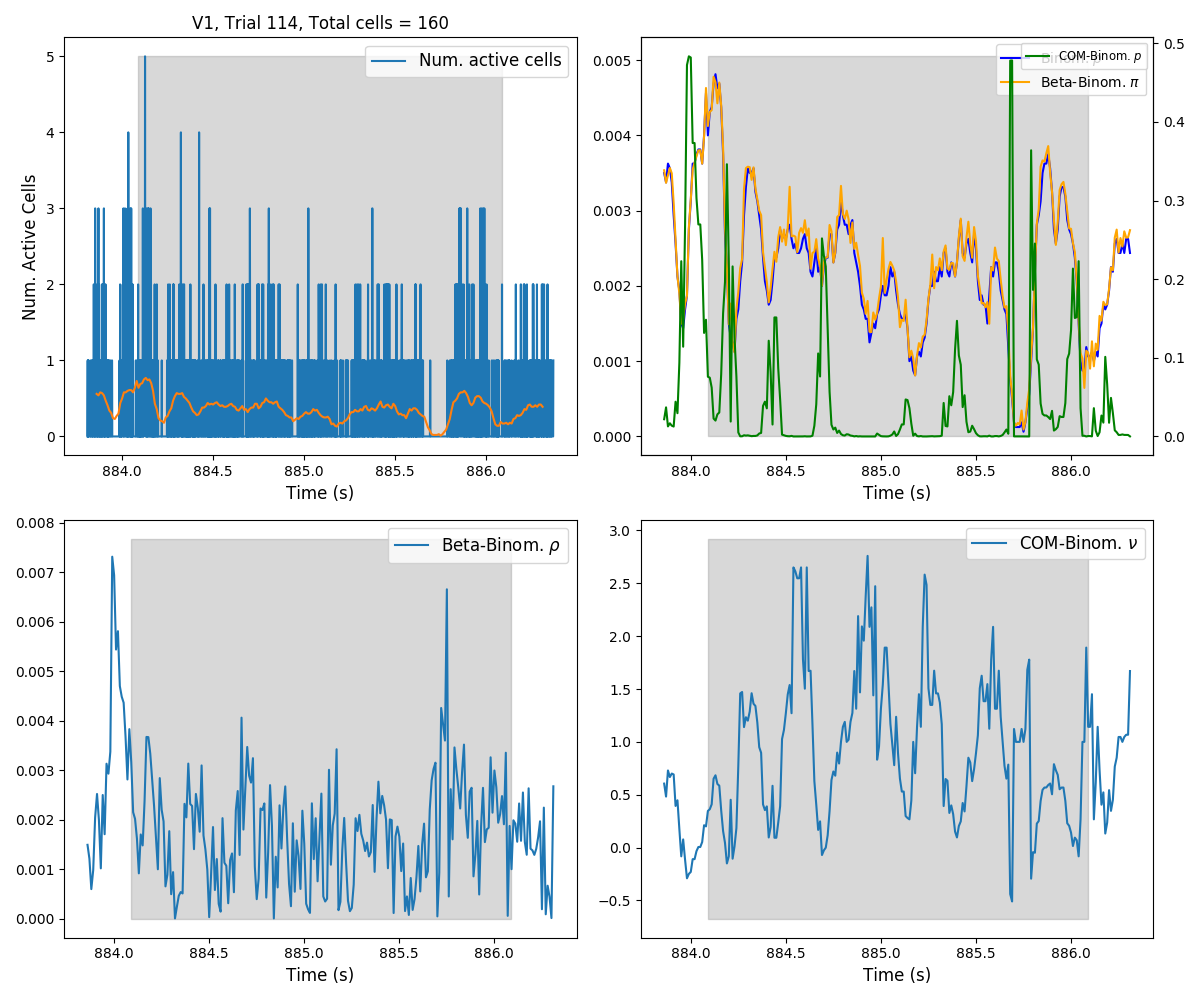 V1, Trial 114, Total cells = 160
Num. active cells
Num. Active Cells
5
4
3
2
1
0
884.0 884.5 885.0 885.5 886.0
Time (s)
COM-Binom. p
Beta-Binom. π
0.005
0.004
0.003
0.002
0.001
0.000
0.5
0.4
0.3
0.2
0.1
0.0
884.0 884.5 885.0 885.5 886.0
Time (s)
Beta-Binom. ρ
0.008
0.007
0.006
0.005
0.004
0.003
0.002
0.001
0.000
884.0 884.5 885.0 885.5 886.0
Time (s)
COM-Binom. ν
3.0
2.5
2.0
1.5
1.0
0.5
0.0
−0.5
884.0 884.5 885.0 885.5 886.0
Time (s)